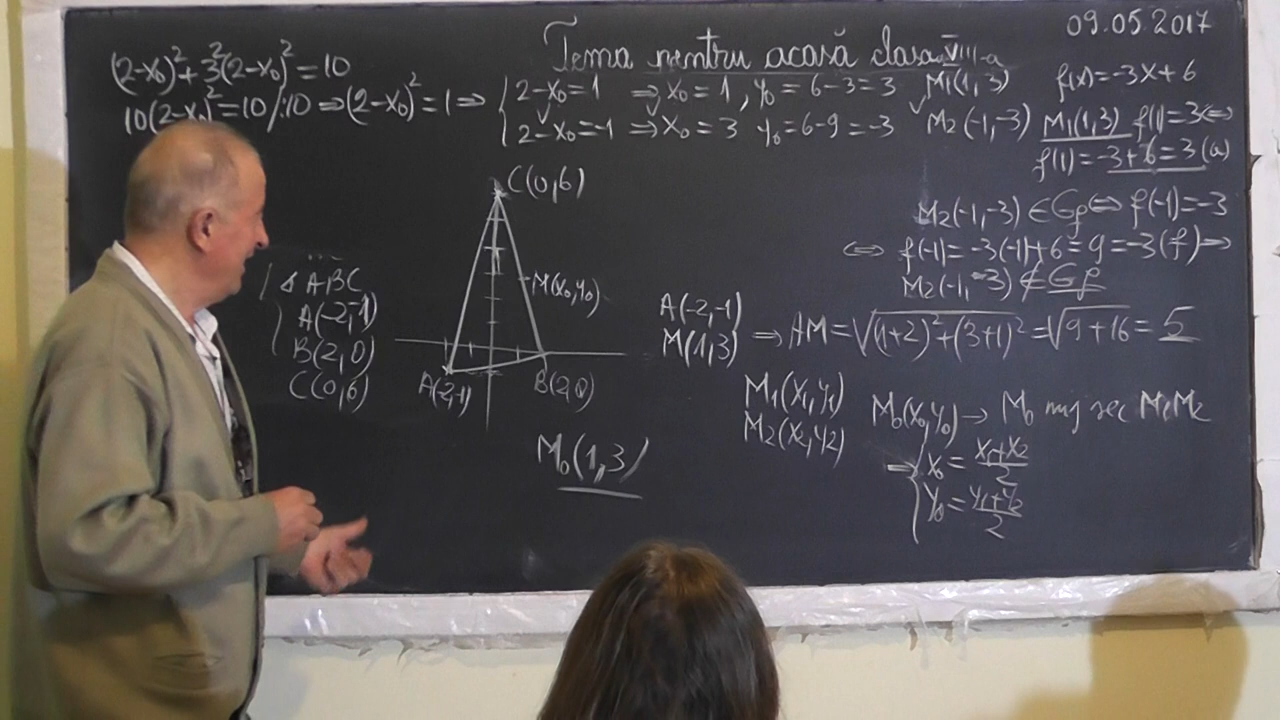 09.05.2017
Tema pentru acasă clasa VIII-a
(2-x₀)²+3²(2-x₀)²=10
10(2-x₀)²=10/:10 ⇒ (2-x₀)²=1 ⇒
2-x₀=1 ⇒ x₀=1, y₀=6-3=3 M₁(1,3)
2-x₀=-1 ⇒ x₀=3 y₀=6-9=-3 M₂(-1,-3)
f(x)=-3x+6
M₁(1,3) f(1)=3⇔
f(1)=-3+6=3(a)
M₂(-1,-3)∈Gf⇔f(-1)=-3
⇔ f(-1)=-3(-1)+6=9=-3(f)⇒
M₂(-1,-3)∉Gf
C(0,6)
M(x₀,y₀)
A(-2,-1)
B(2,0)
ABC
A(-2,-1)
B(2,0)
C(0,6)
M₀(1,3)
A(-2,-1)
M(1,3) ⇒ AM=√(1+2)²+(3+1)²=√9+16=5
M₁(x₁,y₁)
M₂(x₂,y₂)
M₀(x₀,y₀)→ M₀ mij seg M₁M₂
⇒ x₀=(x₁+x₂)/2
y₀=(y₁+y₂)/2